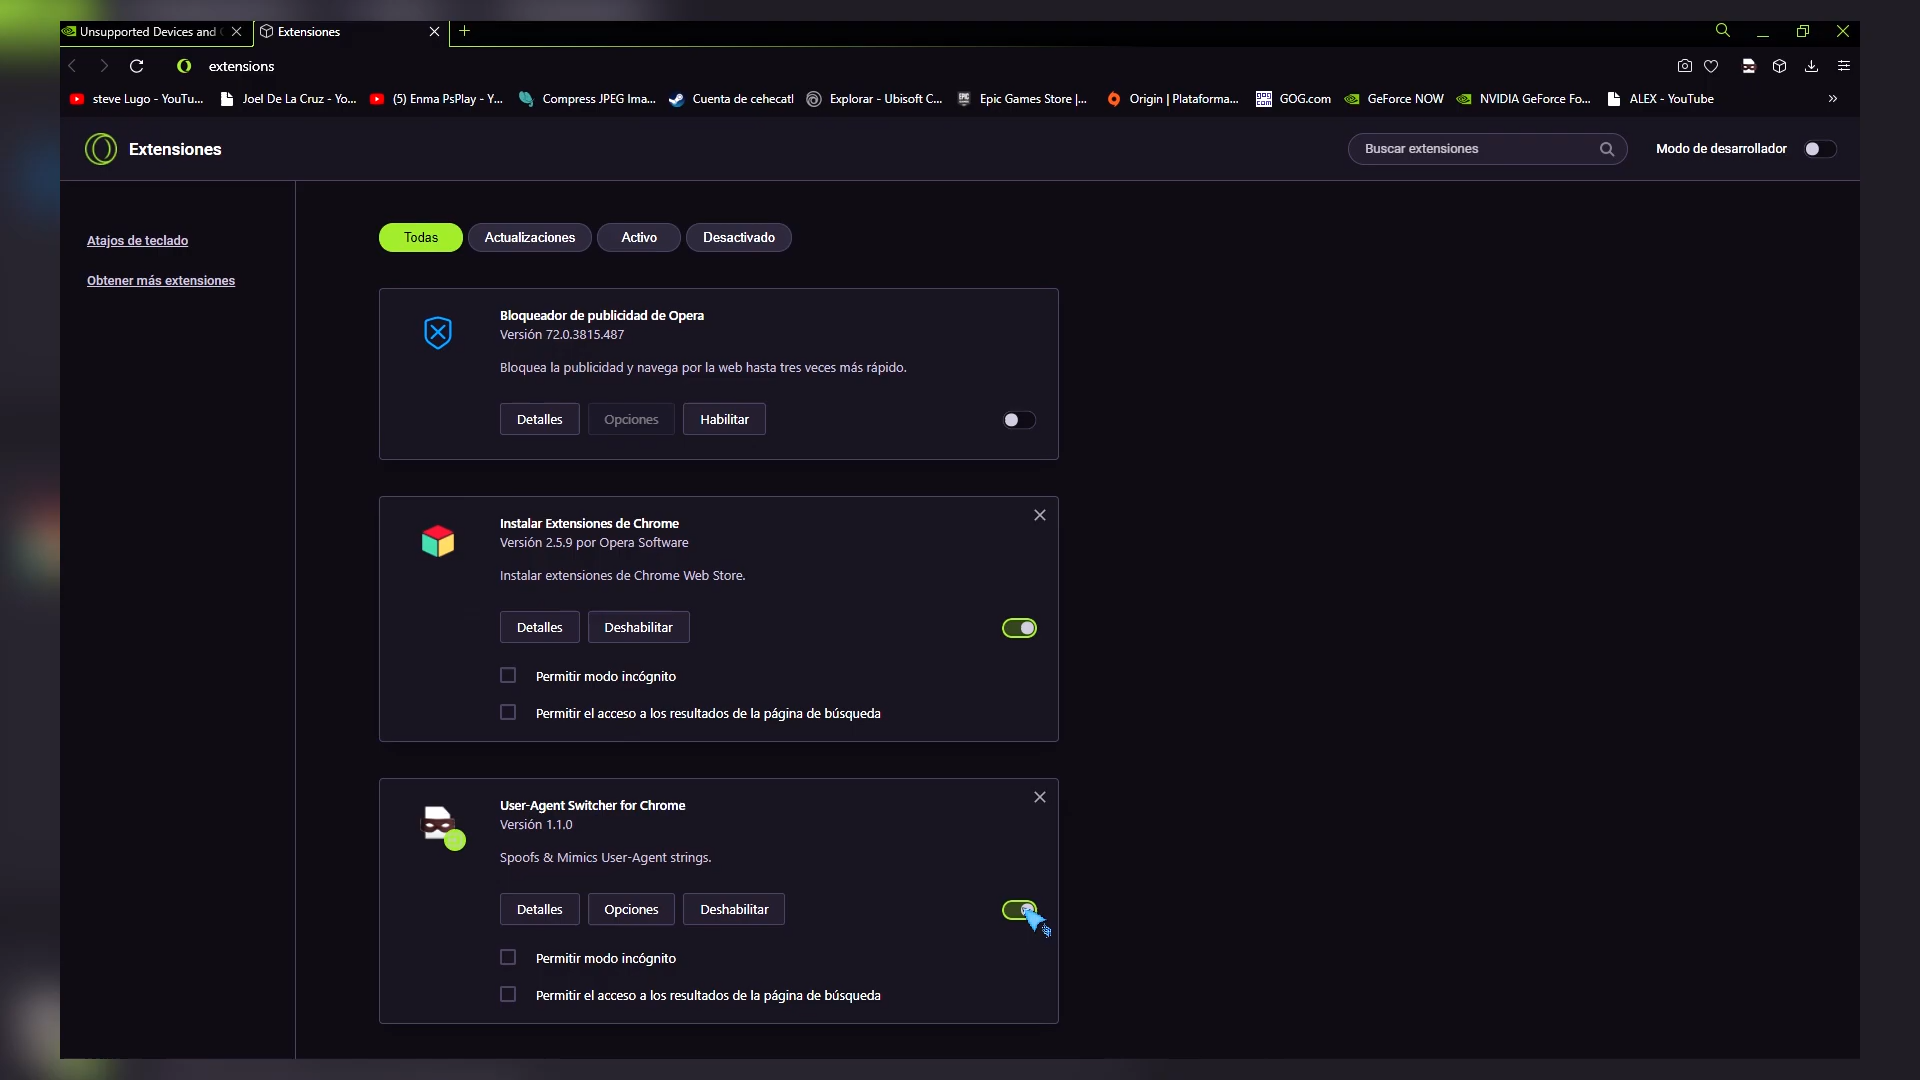 Unsupported Devices and
Extensiones
extensions
steve Lugo - YouTu...
Joel De La Cruz - Yo...
(5) Enma PsPlay - Y...
Compress JPEG Ima...
Cuenta de cehecatl
Explorar - Ubisoft C...
Epic Games Store |...
Origin | Plataforma...
GOG.com
GeForce NOW
NVIDIA GeForce Fo...
ALEX - YouTube
Extensiones
Buscar extensiones
Modo de desarrollador
Atajos de teclado
Obtener más extensiones
Todas
Actualizaciones
Activo
Desactivado
Bloqueador de publicidad de Opera
Versión 72.0.3815.487
Bloquea la publicidad y navega por la web hasta tres veces más rápido.
Detalles
Opciones
Habilitar
Instalar Extensiones de Chrome
Versión 2.5.9 por Opera Software
Instalar extensiones de Chrome Web Store.
Detalles
Deshabilitar
Permitir modo incógnito
Permitir el acceso a los resultados de la página de búsqueda
User-Agent Switcher for Chrome
Versión 1.1.0
Spoofs & Mimics User-Agent strings.
Detalles
Opciones
Deshabilitar
Permitir modo incógnito
Permitir el acceso a los resultados de la página de búsqueda